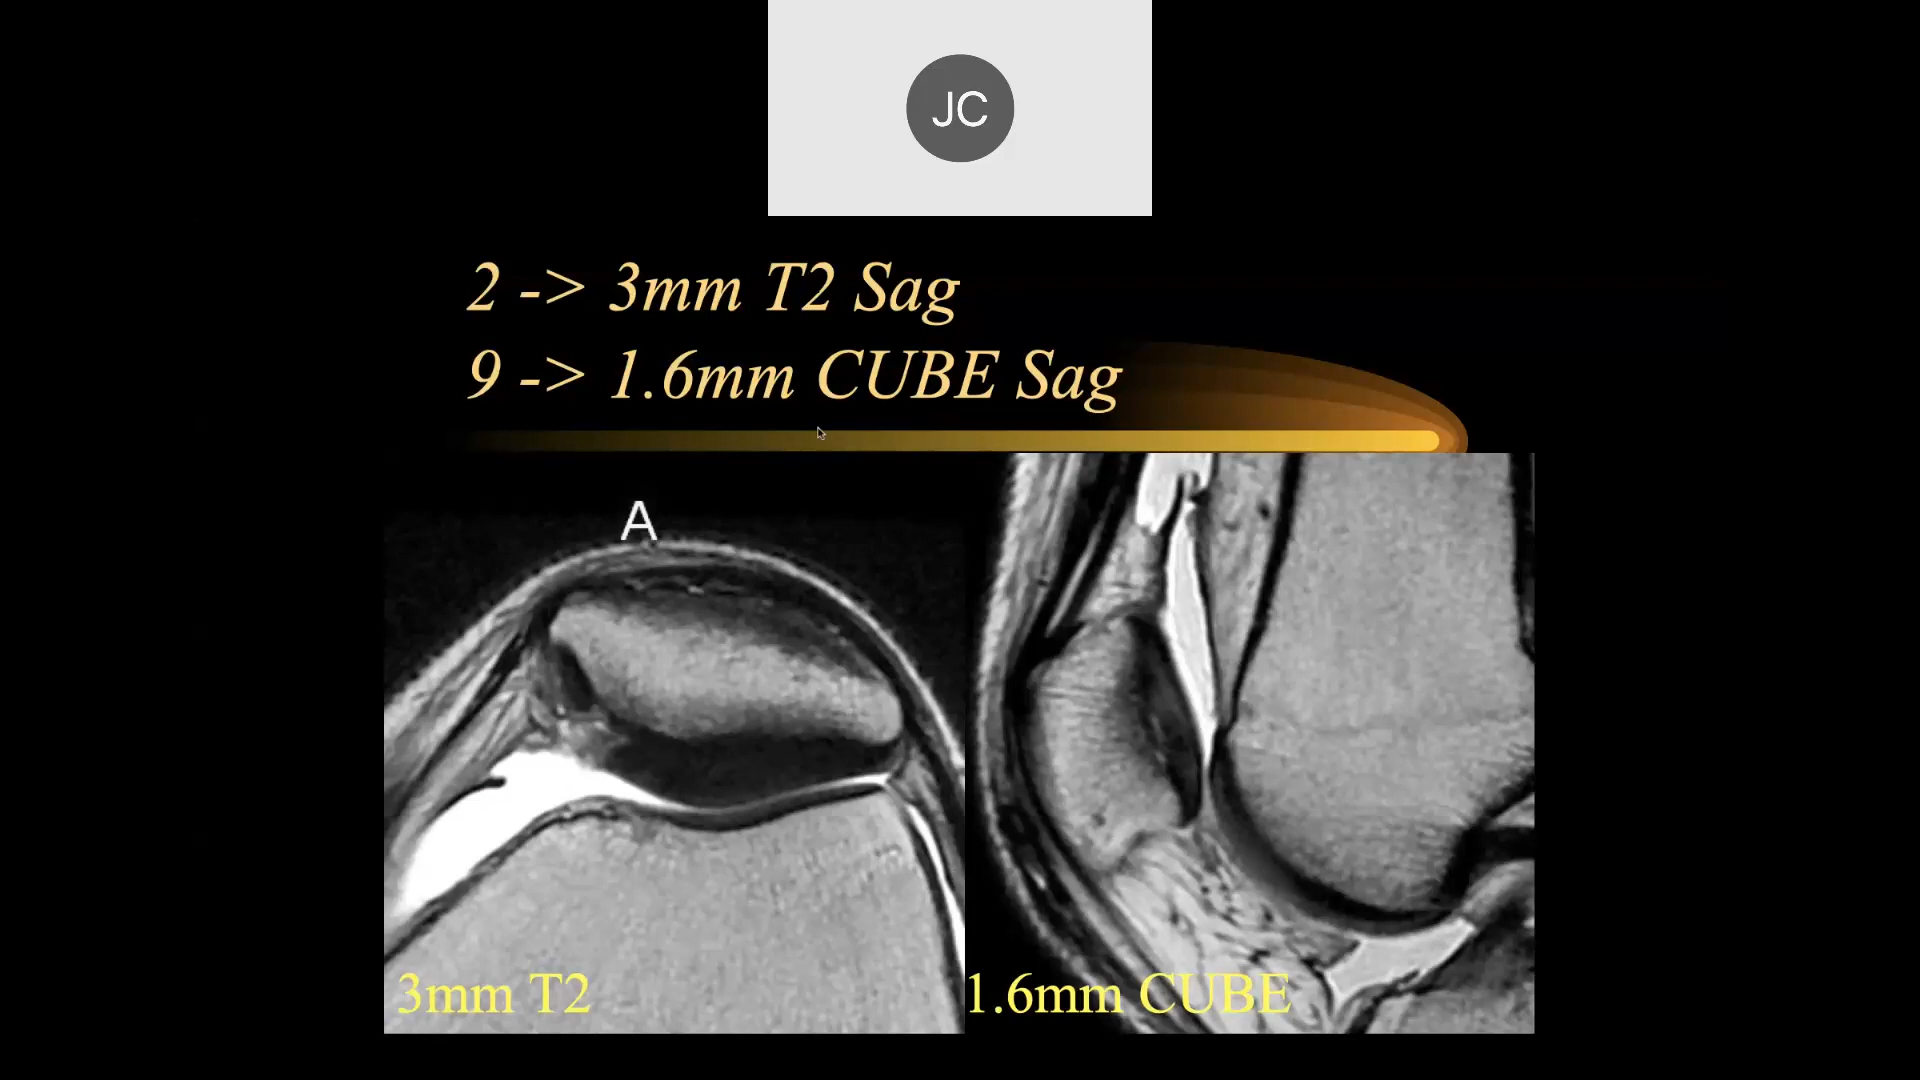 JC
2 -> 3mm T2 Sag
9 -> 1.6mm CUBE Sag
A
3mm T2
1.6mm CUBE